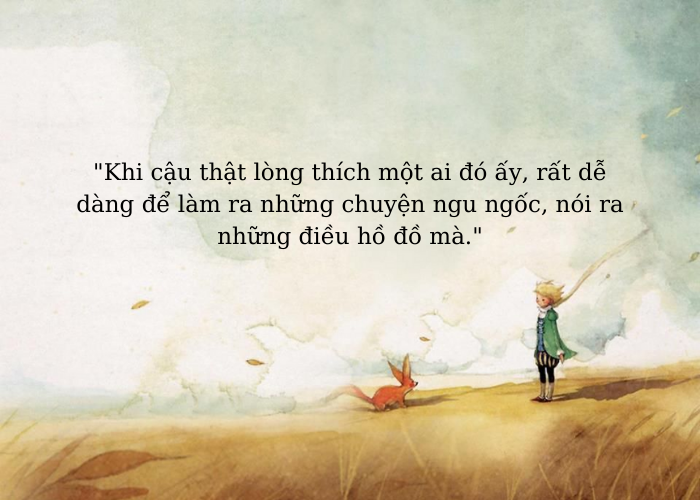 "Khi cậu thật lòng thích một ai đó ấy, rất dễ
dàng để làm ra những chuyện ngu ngốc, nói ra
những điều hồ đồ mà."